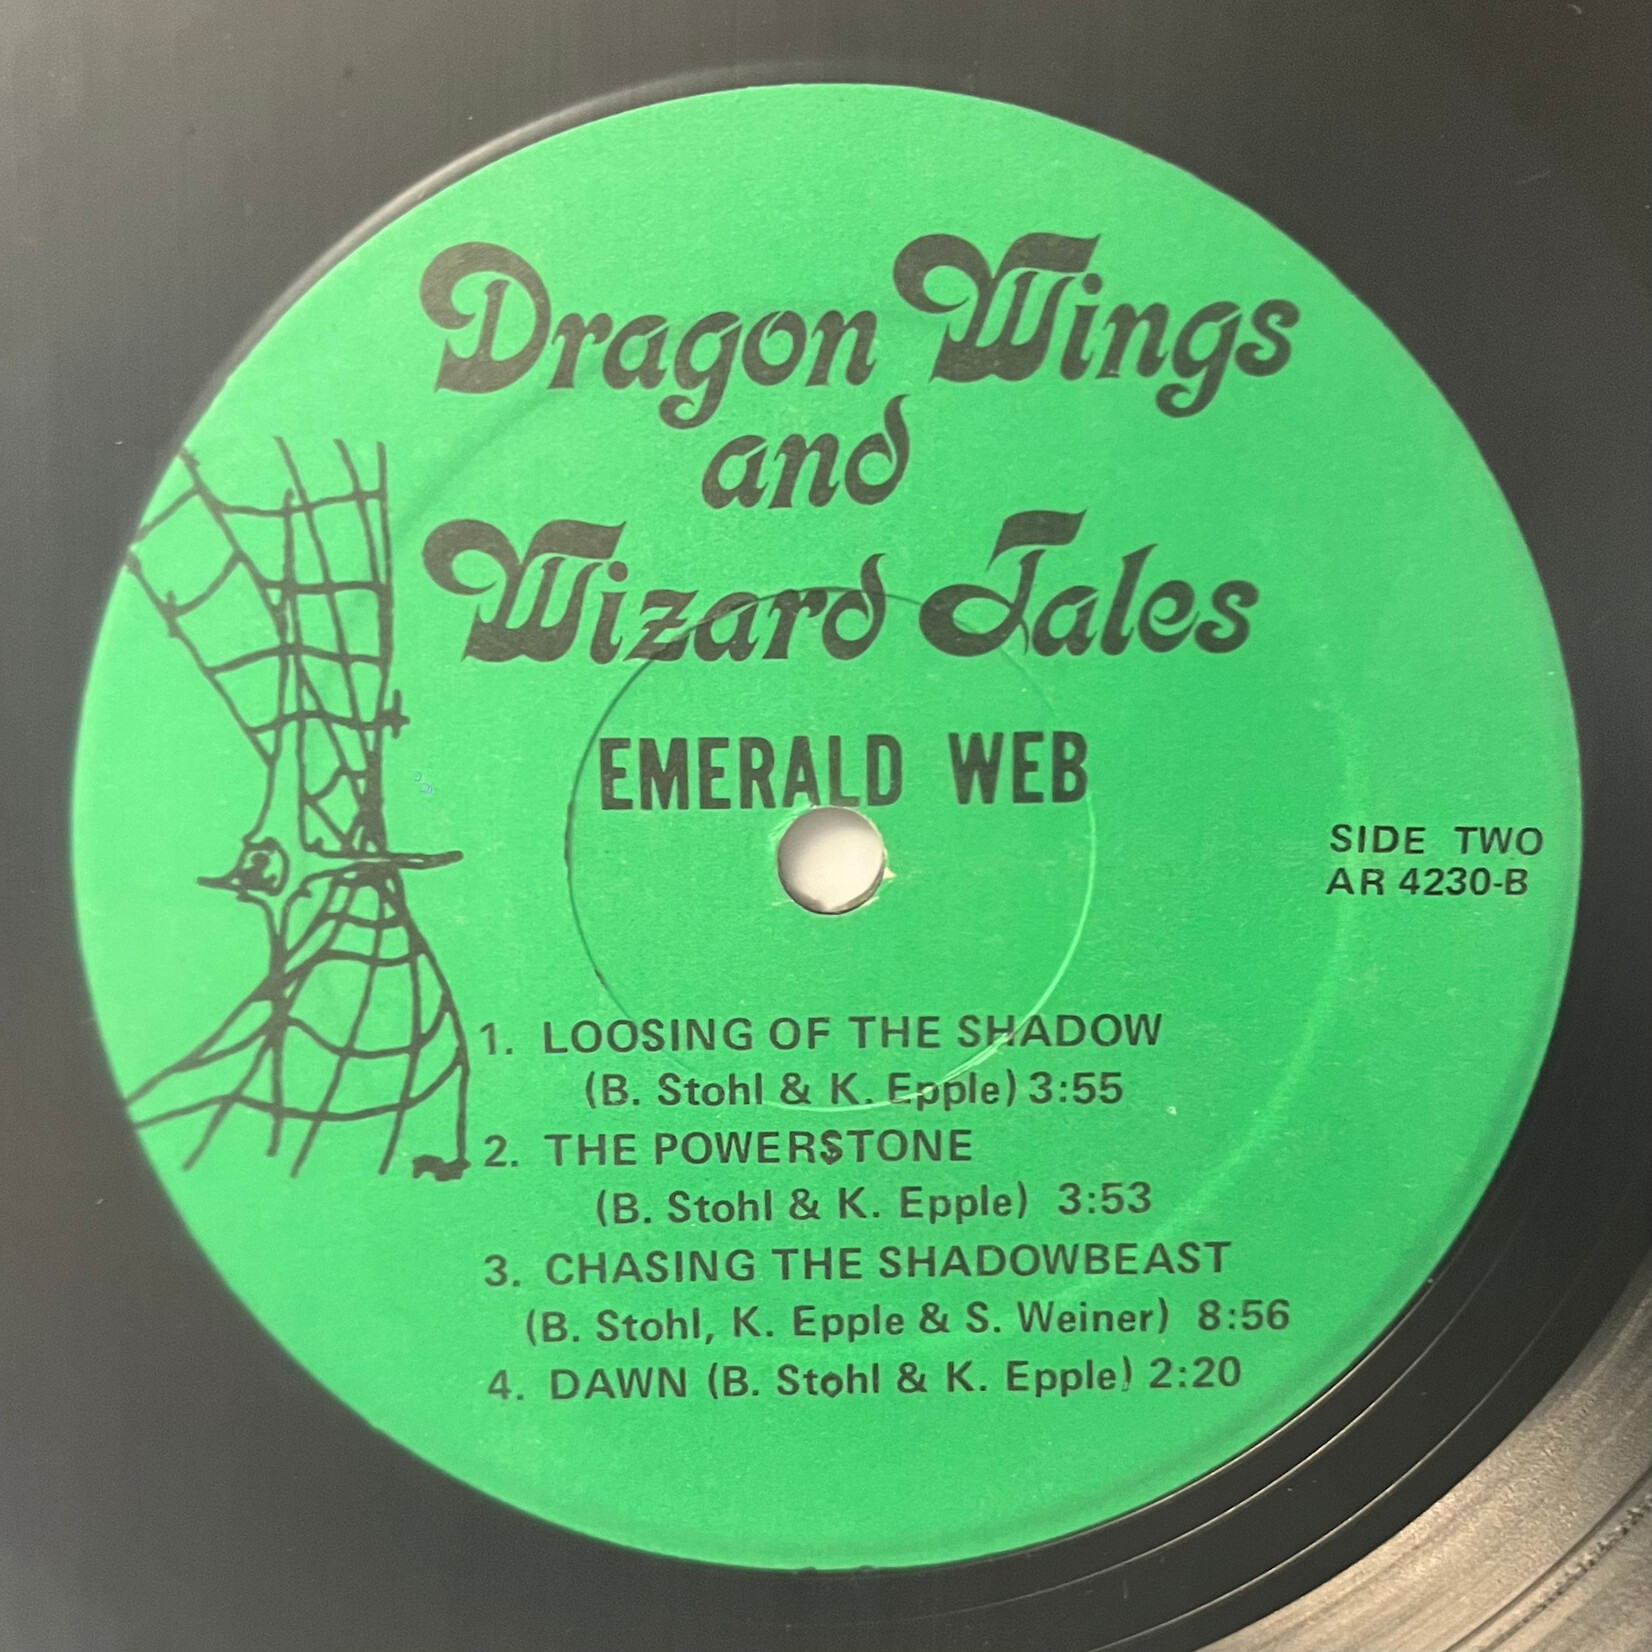 Dragon Wings
and
Wizard Tales
EMERALD WEB
SIDE TWO
AR 4230-B
1. LOOSING OF THE SHADOW
(B. Stohl & K. Epple) 3:55
2. THE POWERSTONE
(B. Stohl & K. Epple) 3:53
3. CHASING THE SHADOWBEAST
(B. Stohl, K. Epple & S. Weiner) 8:56
4. DAWN (B. Stohl & K. Epple) 2:20